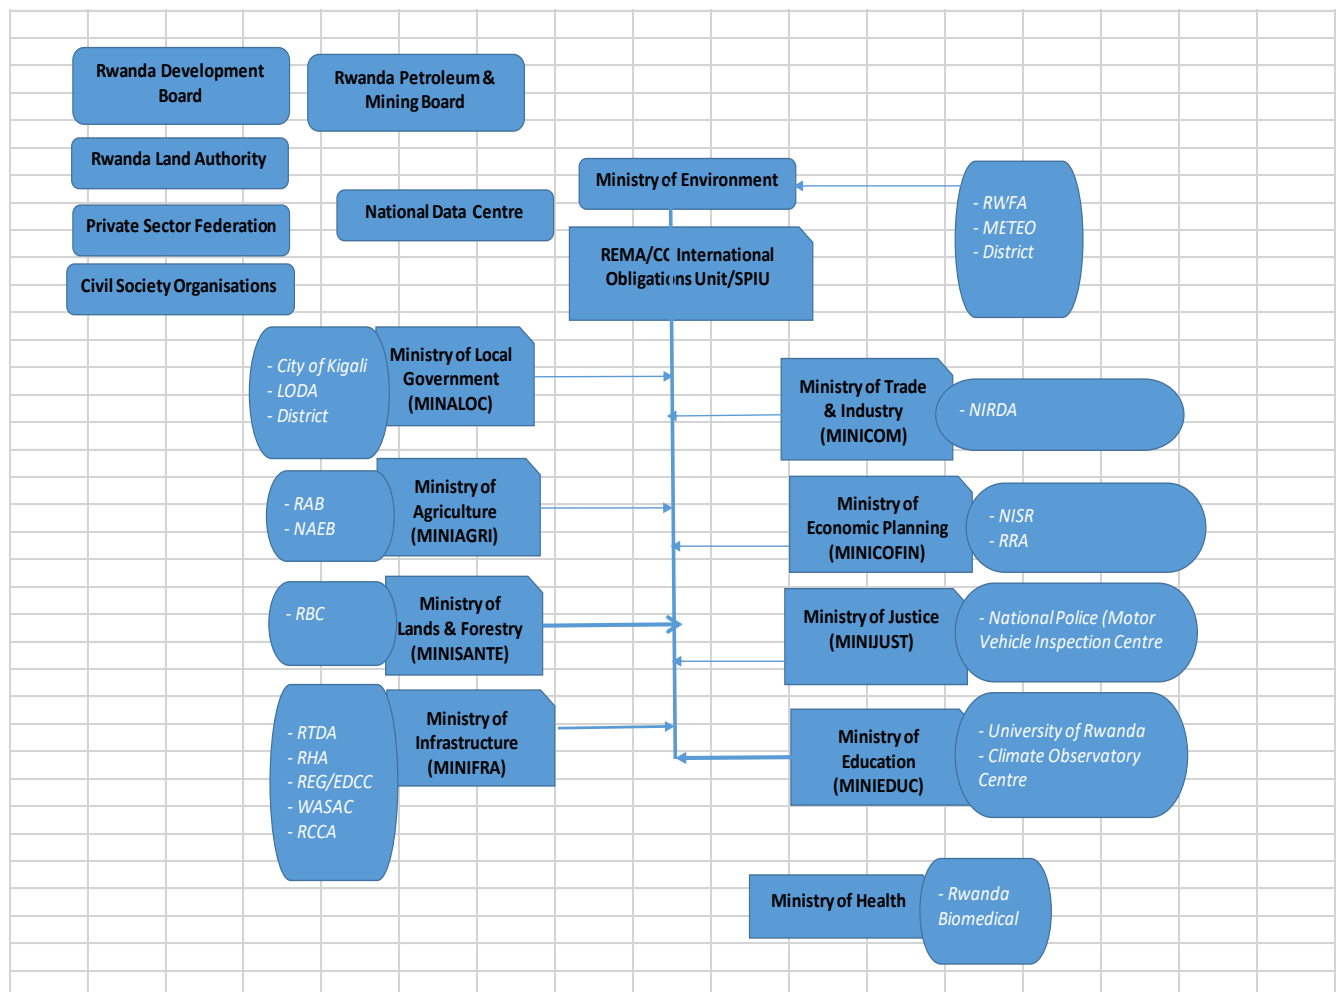 Rwanda Development
Board
Rwanda Petroleum &
Mining Board
Rwanda Land Authority
Private Sector Federation
National Data Centre
Civil Society Organisations
Ministry of Environment
REMA/CC International
Obligations Unit/SPIU
- RWFA
- METEO
- District
- City of Kigali
- LODA
- District
Ministry of Local
Government
(MINALOC)
Ministry of Trade
& Industry
(MINICOM)
- NIRDA
- RAB
- NAEB
Ministry of
Agriculture
(MINIAGRI)
Ministry of
Economic Planning
(MINICOFIN)
- NISR
- RRA
- RBC
Ministry of
Lands & Forestry
(MINISANTE)
Ministry of Justice
(MINIJUST)
- National Police (Motor
Vehicle Inspection Centre
- RTDA
- RHA
- REG/EDCC
- WASAC
- RCCA
Ministry of
Infrastructure
(MINIFRA)
Ministry of
Education
(MINIEDUC)
- University of Rwanda
- Climate Observatory
Centre
Ministry of Health
- Rwanda
Biomedical